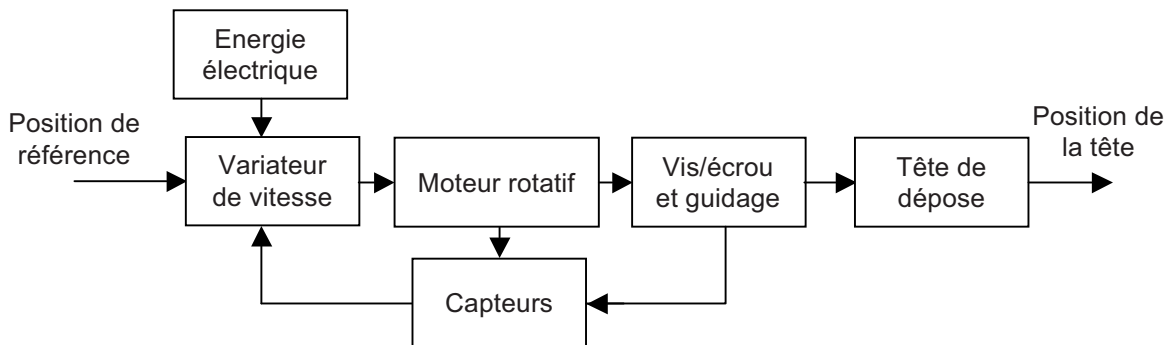 Energie
électrique
Position de
référence
Variateur
de vitesse
Moteur rotatif
Vis/écrou
et guidage
Tête de
dépose
Position de
la tête
Capteurs